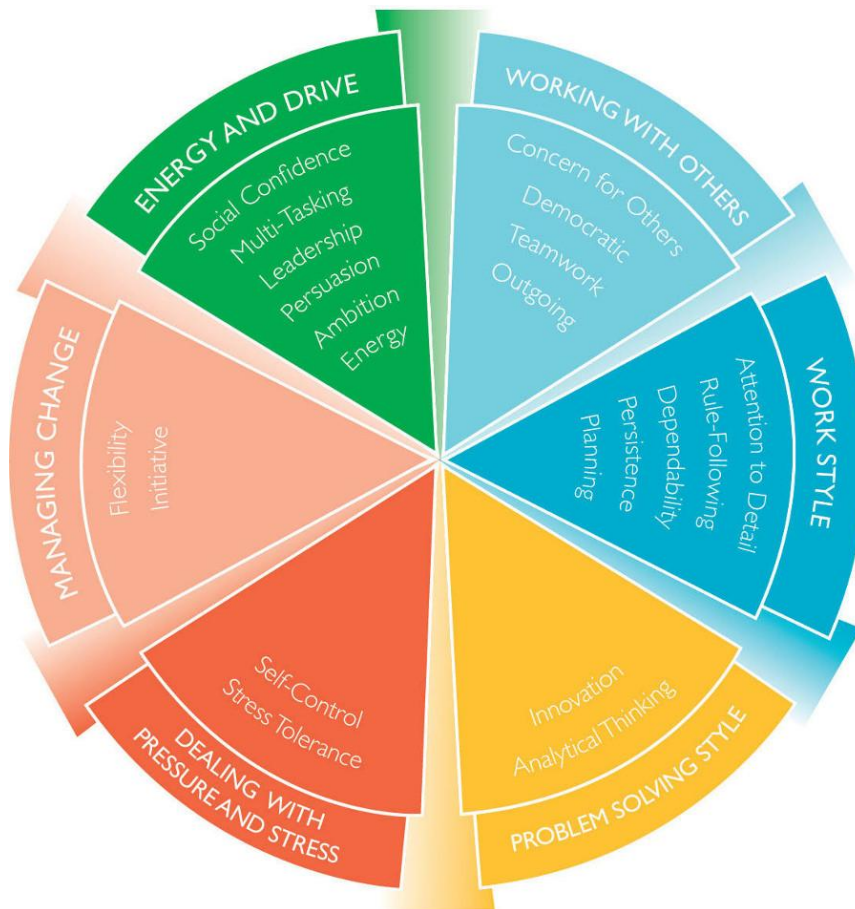 ENERGY AND DRIVE
Social Confidence
Multi-Tasking
Leadership
Persuasion
Ambition
Energy
WORKING WITH OTHERS
Concern for Others
Democratic
Teamwork
Outgoing
WORK STYLE
Attention to Detail
Rule-Following
Dependability
Persistence
Planning
PROBLEM SOLVING STYLE
Innovation
Analytical Thinking
DEALING WITH
PRESSURE AND STRESS
Self-Control
Stress Tolerance
MANAGING CHANGE
Flexibility
Initiative